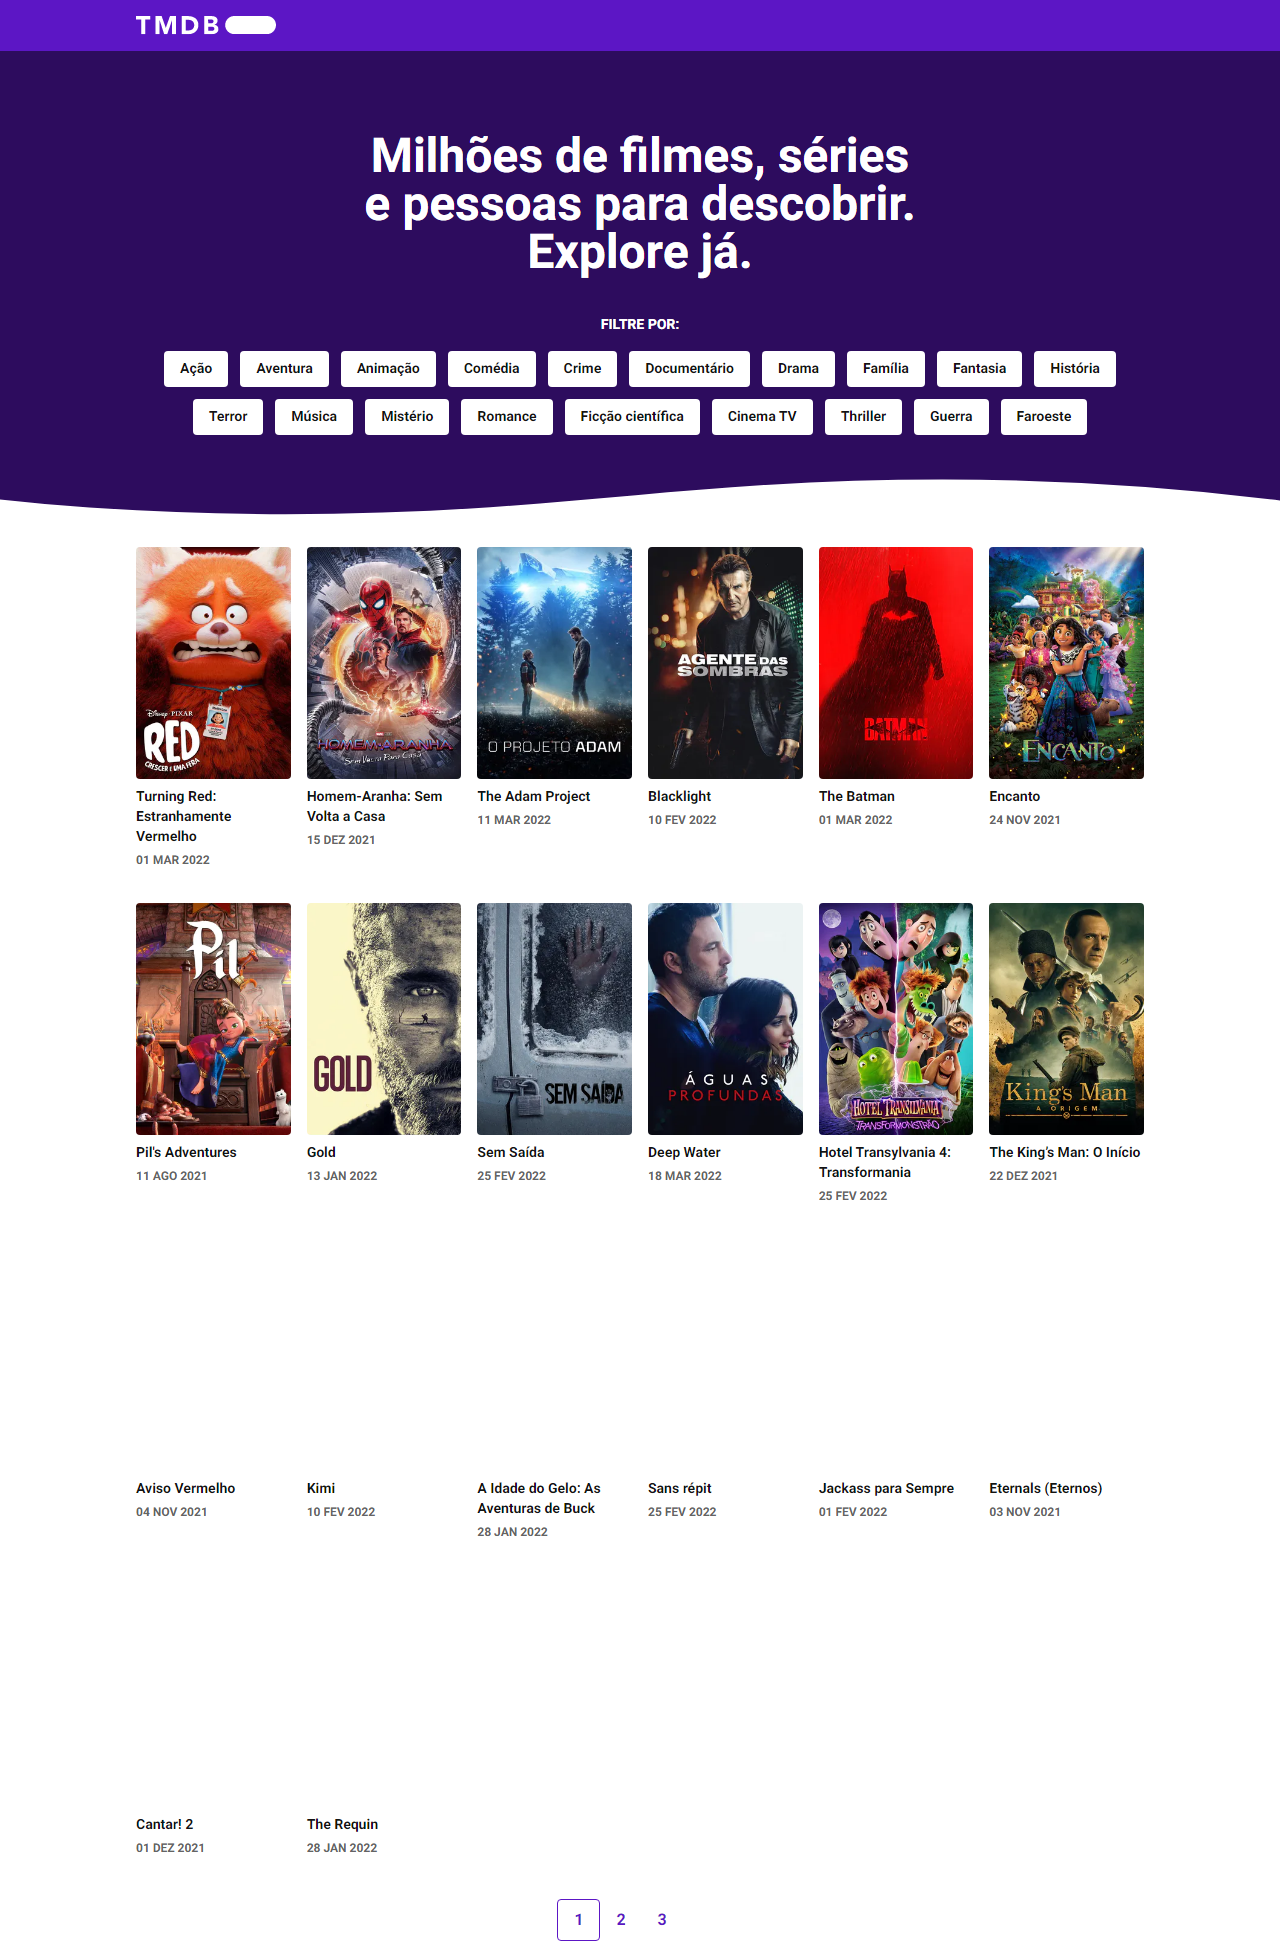 TMDB
Milhões de filmes, séries
e pessoas para descobrir.
Explore já.
FILTRE POR:
Ação Aventura Animação Comédia Crime Documentário Drama Família Fantasia História
Terror Música Mistério Romance Ficção científica Cinema TV Thriller Guerra Faroeste
Disney · PIXAR
RED
CRESCER É UMA FERA
HOMEM-ARANHA
Sem Volta Para Casa
O PROJETO ADAM
AGENTE DAS
SOMBRAS
BATMAN
ENCANTO
Turning Red:
Estranhamente
Vermelho
01 MAR 2022
Homem-Aranha: Sem
Volta a Casa
15 DEZ 2021
The Adam Project
11 MAR 2022
Blacklight
10 FEV 2022
The Batman
01 MAR 2022
Encanto
24 NOV 2021
Pil
GOLD
SEM SAÍDA
ÁGUAS
PROFUNDAS
HOTEL TRANSILVÂNIA
TRANSFORMONSTRÃO
King's Man
A ORIGEM
Pil's Adventures
11 AGO 2021
Gold
13 JAN 2022
Sem Saída
25 FEV 2022
Deep Water
18 MAR 2022
Hotel Transylvania 4:
Transformania
25 FEV 2022
The King's Man: O Início
22 DEZ 2021
Aviso Vermelho
04 NOV 2021
Kimi
10 FEV 2022
A Idade do Gelo: As
Aventuras de Buck
28 JAN 2022
Sans répit
25 FEV 2022
Jackass para Sempre
01 FEV 2022
Eternals (Eternos)
03 NOV 2021
Cantar! 2
01 DEZ 2021
The Requin
28 JAN 2022
1 2 3